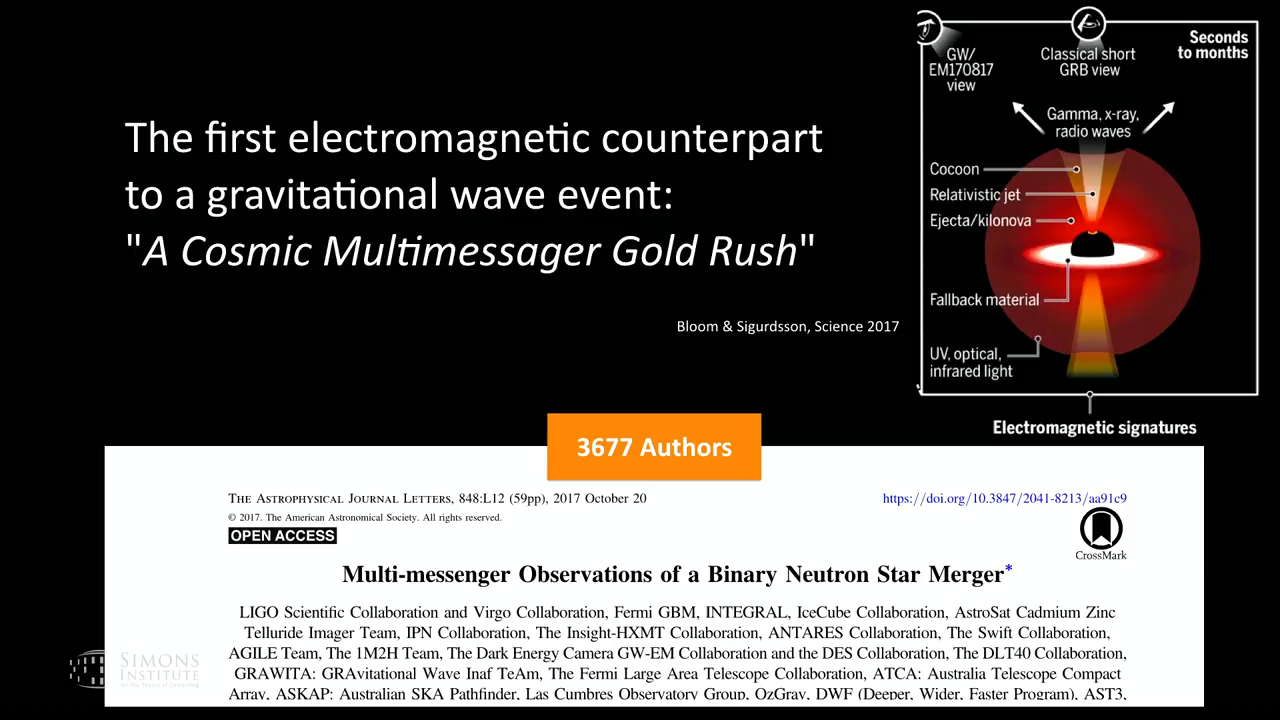 The first electromagnetic counterpart
to a gravitational wave event:
"A Cosmic Multimessager Gold Rush"
Bloom & Sigurdsson, Science 2017
GW/
EM170817
view
Classical short
GRB view
Seconds
to months
Gamma, x-ray,
radio waves
Cocoon
Relativistic jet
Ejecta/kilonova
Fallback material
UV, optical,
infrared light
Electromagnetic signatures
3677 Authors
The Astrophysical Journal Letters, 848:L12 (59pp), 2017 October 20
https://doi.org/10.3847/2041-8213/aa91c9
© 2017. The American Astronomical Society. All rights reserved.
OPEN ACCESS
CrossMark
Multi-messenger Observations of a Binary Neutron Star Merger*
LIGO Scientific Collaboration and Virgo Collaboration, Fermi GBM, INTEGRAL, IceCube Collaboration, AstroSat Cadmium Zinc
Telluride Imager Team, IPN Collaboration, The Insight-HXMT Collaboration, ANTARES Collaboration, The Swift Collaboration,
AGILE Team, The 1M2H Team, The Dark Energy Camera GW-EM Collaboration and the DES Collaboration, The DLT40 Collaboration,
GRAWITA: GRAvitational Wave Inaf TeAm, The Fermi Large Area Telescope Collaboration, ATCA: Australia Telescope Compact
Array, ASKAP: Australian SKA Pathfinder, Las Cumbres Observatory Group, OzGrav, DWF (Deeper, Wider, Faster Program), AST3,
Simons
Institute
for the Theory of Computing